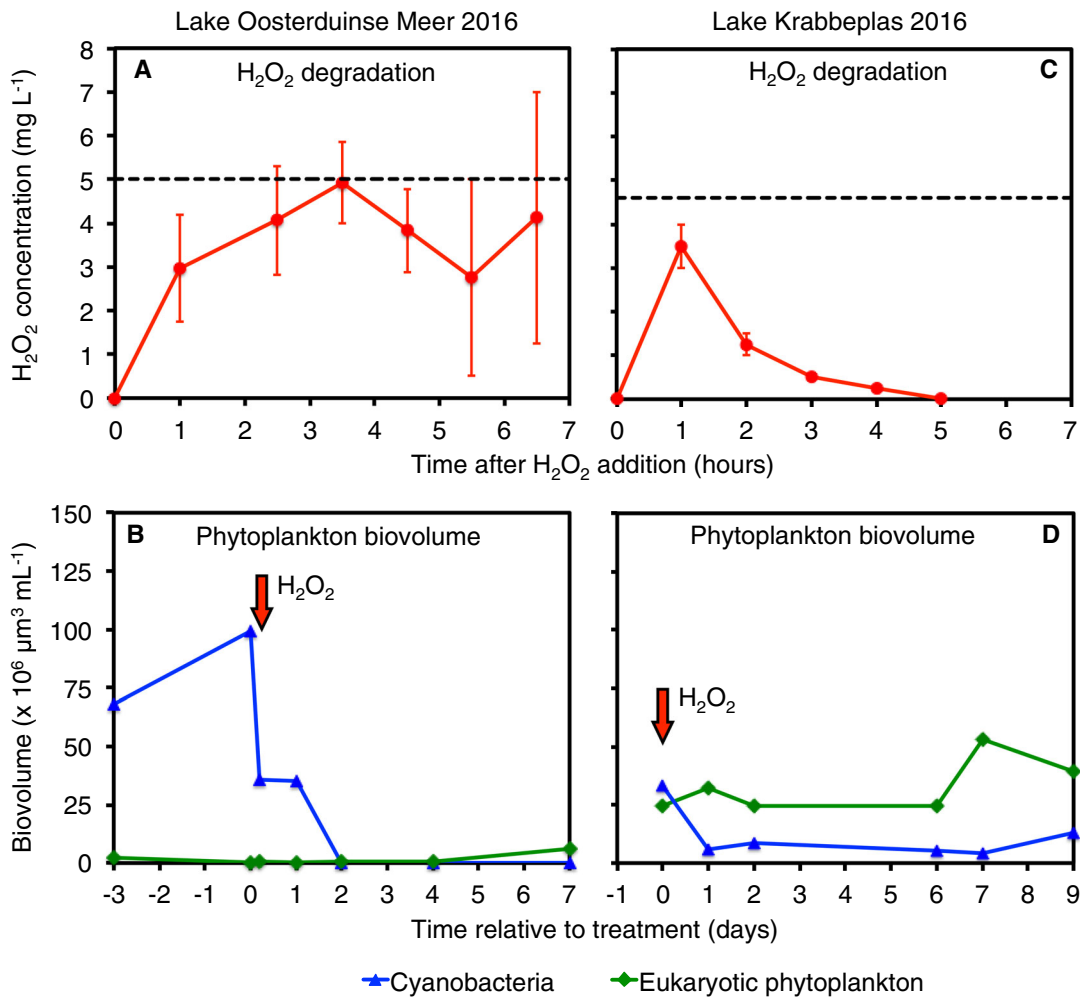 Lake Oosterduinse Meer 2016
Lake Krabbeplas 2016
A
H₂O₂ degradation
H₂O₂ degradation
C
H₂O₂ concentration (mg L⁻¹)
8
7
6
5
4
3
2
1
0
0 1 2 3 4 5 6 7
0 1 2 3 4 5 6 7
Time after H₂O₂ addition (hours)
B
Phytoplankton biovolume
Phytoplankton biovolume
D
Biovolume (x 10⁶ µm³ mL⁻¹)
150
125
100
75
50
25
0
H₂O₂
H₂O₂
-3 -2 -1 0 1 2 3 4 5 6 7
-1 0 1 2 3 4 5 6 7 8 9
Time relative to treatment (days)
Cyanobacteria
Eukaryotic phytoplankton